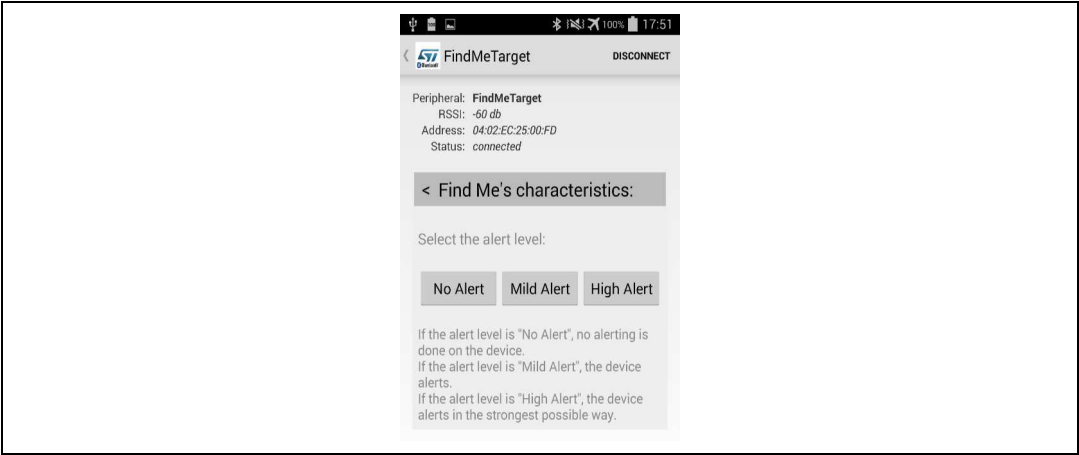 100% 17:51
FindMeTarget DISCONNECT
Peripheral: FindMeTarget
RSSI: -60 db
Address: 04:02:EC:25:00:FD
Status: connected
< Find Me's characteristics:
Select the alert level:
No Alert Mild Alert High Alert
If the alert level is "No Alert", no alerting is
done on the device.
If the alert level is "Mild Alert", the device
alerts.
If the alert level is "High Alert", the device
alerts in the strongest possible way.